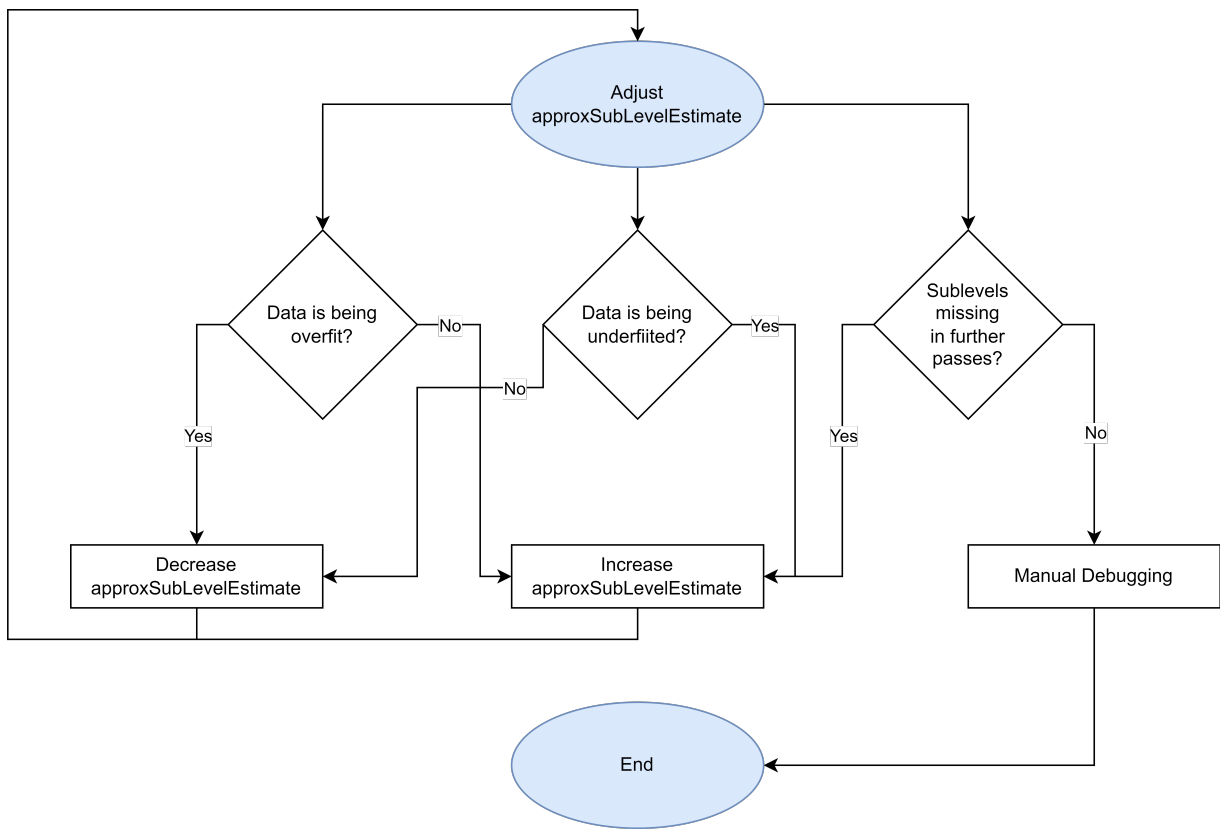 Adjust
approxSubLevelEstimate
Data is being
overfit?
Data is being
underfiited?
Sublevels
missing
in further
passes?
No
Yes
No
Yes
Yes
No
Decrease
approxSubLevelEstimate
Increase
approxSubLevelEstimate
Manual Debugging
End